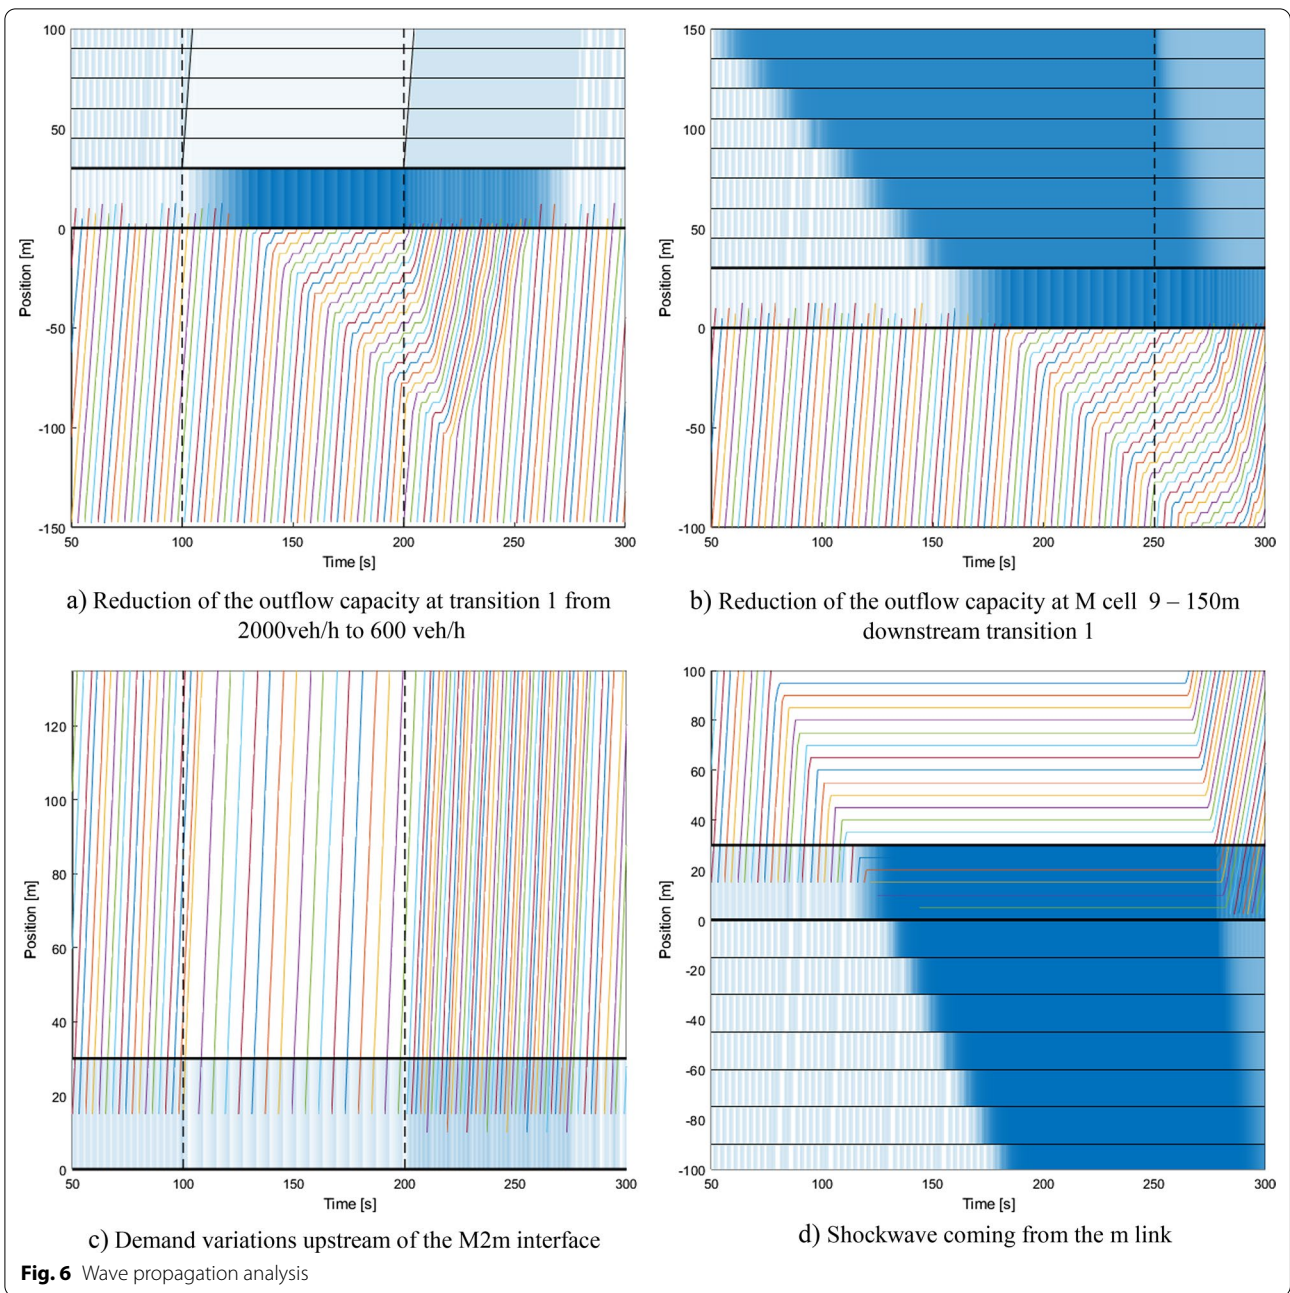 100
50
0
-50
-100
-150
Position [m]
50 100 150 200 250 300
Time [s]
a) Reduction of the outflow capacity at transition 1 from
2000veh/h to 600 veh/h
150
100
50
0
-50
-100
Position [m]
50 100 150 200 250 300
Time [s]
b) Reduction of the outflow capacity at M cell 9 – 150m
downstream transition 1
120
100
80
60
40
20
0
Position [m]
50 100 150 200 250 300
Time [s]
c) Demand variations upstream of the M2m interface
100
80
60
40
20
0
-20
-40
-60
-80
-100
Position [m]
50 100 150 200 250 300
Time [s]
d) Shockwave coming from the m link
Fig. 6 Wave propagation analysis